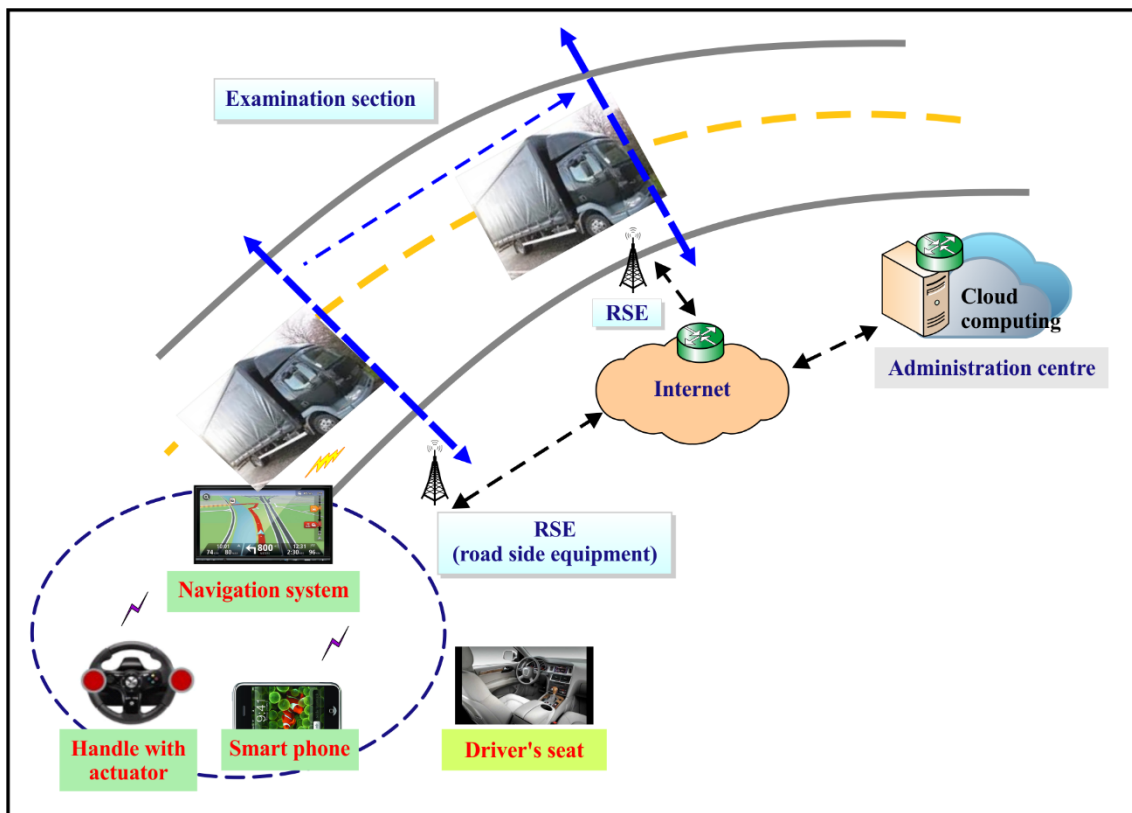 Examination section
RSE
Cloud
computing
Administration centre
Internet
RSE
(road side equipment)
800
Navigation system
Handle with
actuator
Smart phone
Driver's seat